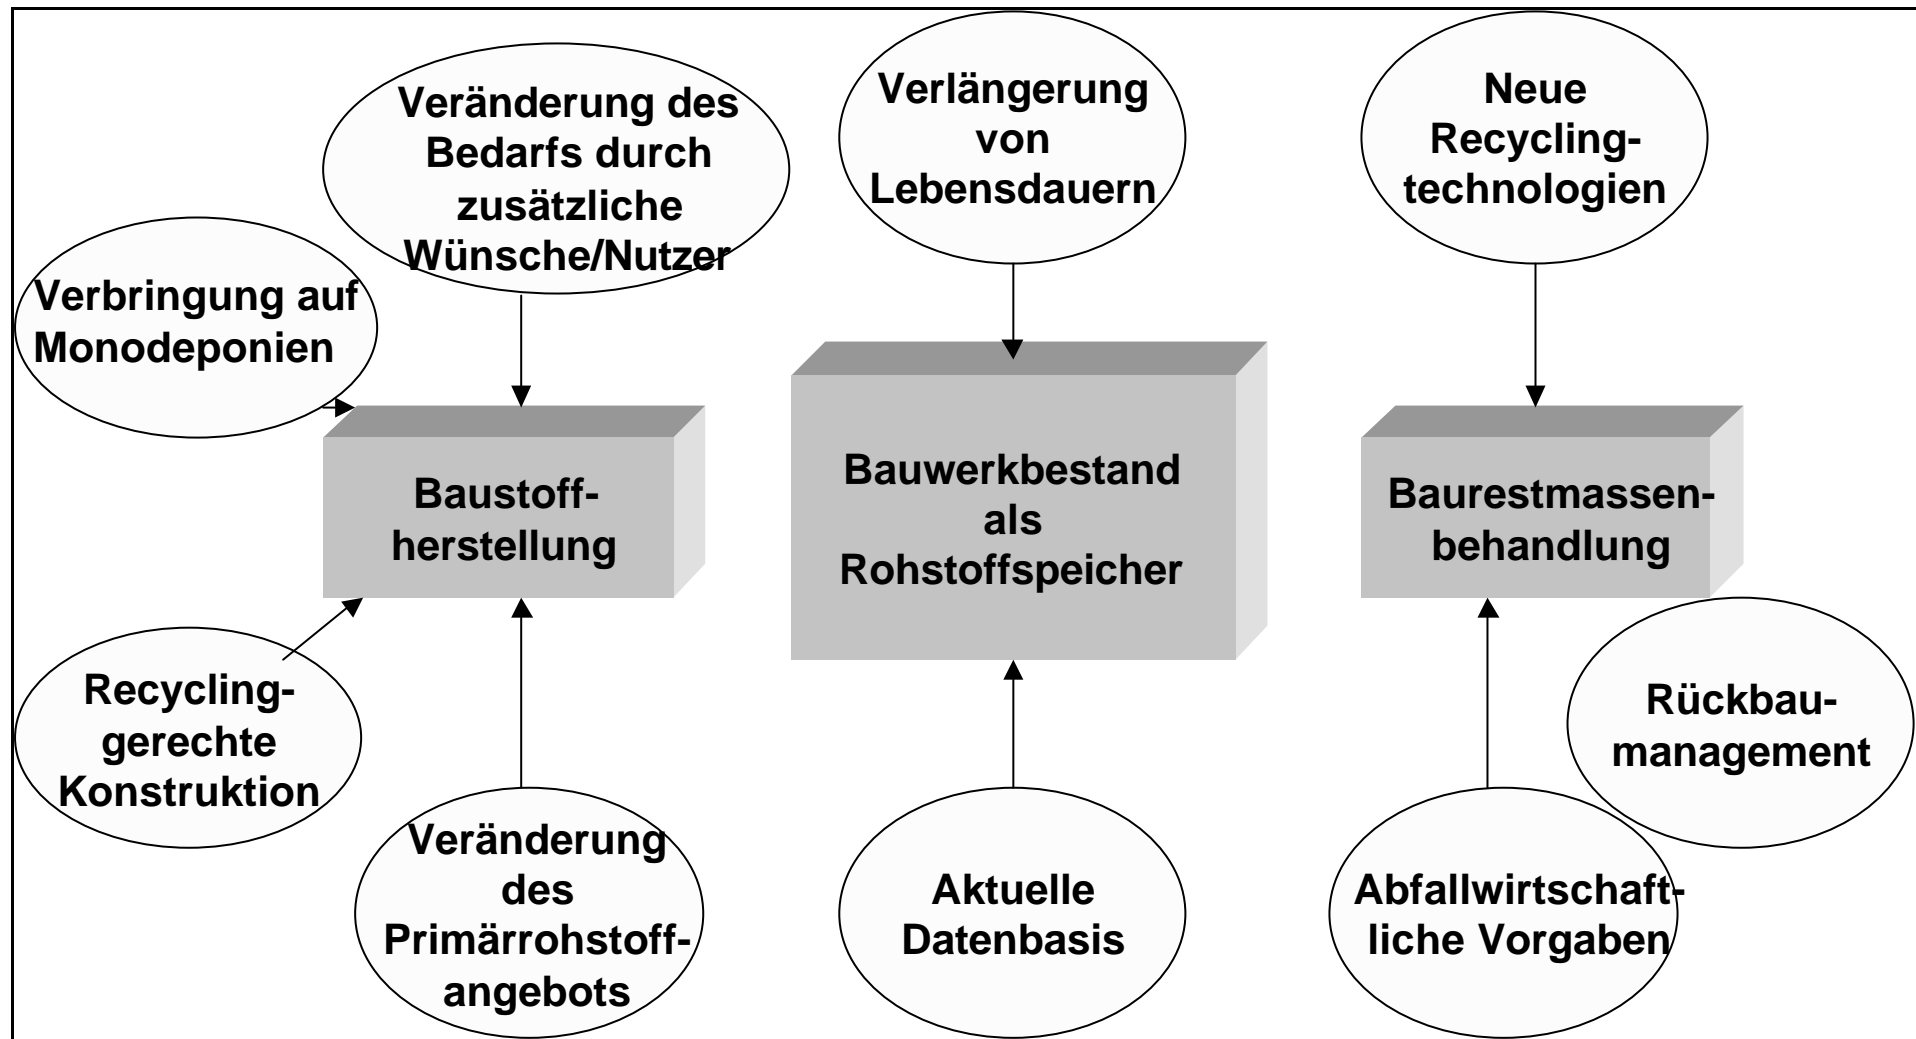 Veränderung des
Bedarfs durch
zusätzliche
Wünsche/Nutzer
Verlängerung
von
Lebensdauern
Neue
Recycling-
technologien
Verbringung auf
Monodeponien
Baustoff-
herstellung
Bauwerkbestand
als
Rohstoffspeicher
Baurestmassen-
behandlung
Recycling-
gerechte
Konstruktion
Veränderung
des
Primärrohstoff-
angebots
Aktuelle
Datenbasis
Abfallwirtschaft-
liche Vorgaben
Rückbau-
management